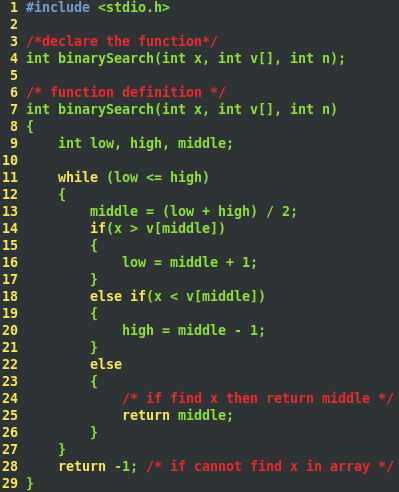 1 #include <stdio.h>
2
3 /*declare the function*/
4 int binarySearch(int x, int v[], int n);
5
6 /* function definition */
7 int binarySearch(int x, int v[], int n)
8 {
9     int low, high, middle;
10
11     while (low <= high)
12     {
13         middle = (low + high) / 2;
14         if(x > v[middle])
15         {
16             low = middle + 1;
17         }
18         else if(x < v[middle])
19         {
20             high = middle - 1;
21         }
22         else
23         {
24             /* if find x then return middle */
25             return middle;
26         }
27     }
28     return -1; /* if cannot find x in array */
29 }